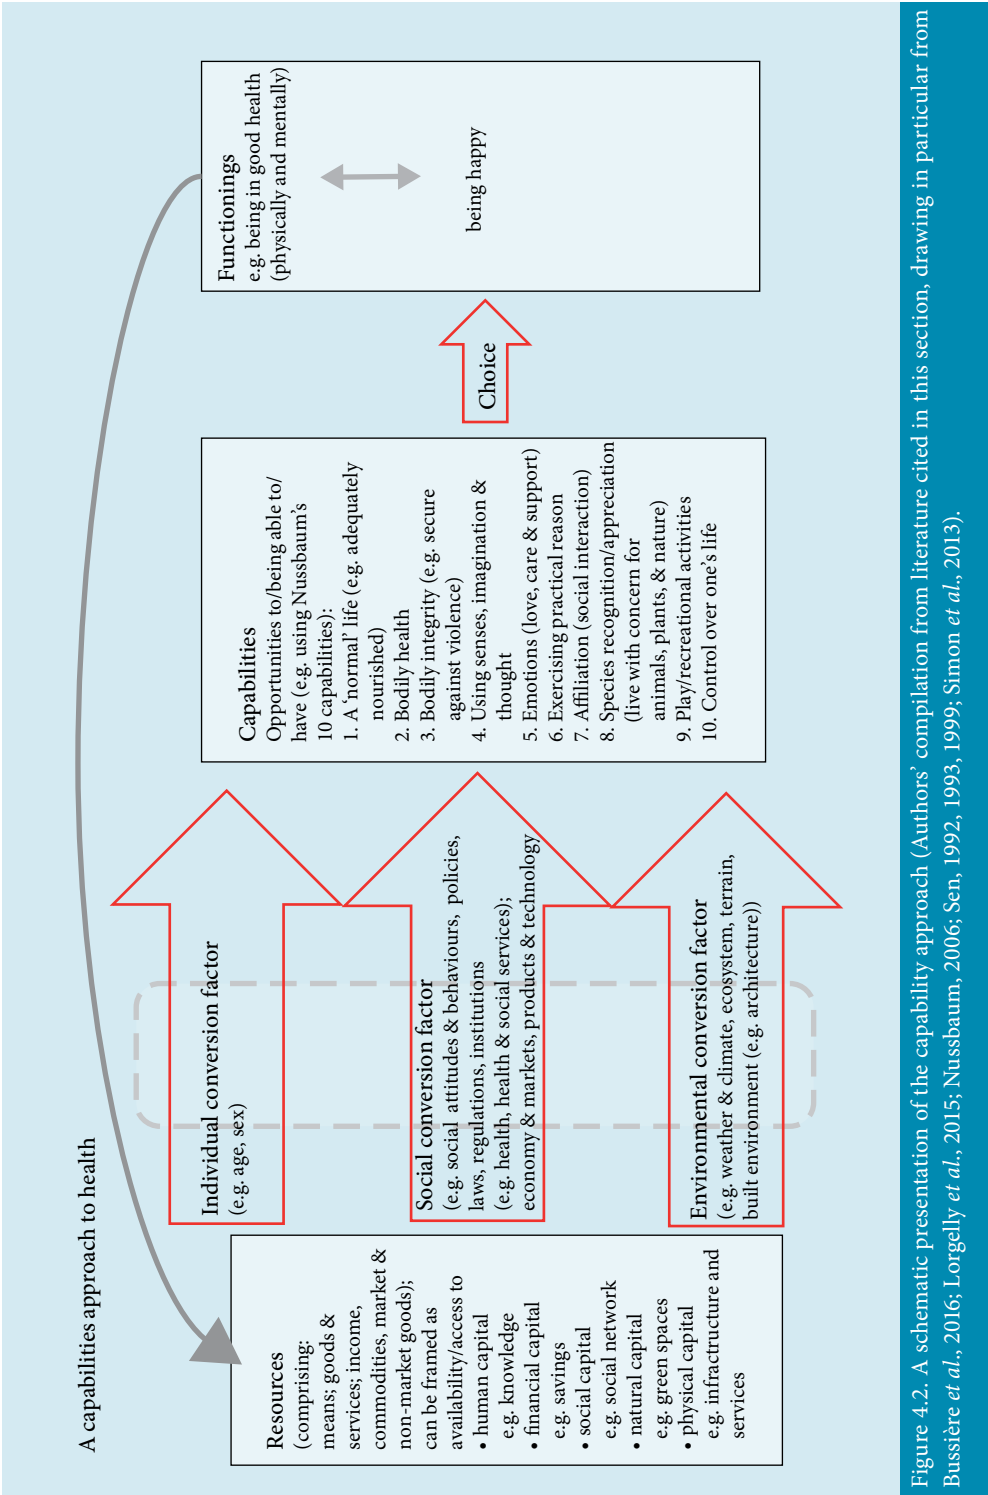 A capabilities approach to health
Resources
(comprising:
means; goods &
services; income,
commodities, market &
non-market goods);
can be framed as
availability/access to
• human capital
e.g. knowledge
• financial capital
e.g. savings
• social capital
e.g. social network
• natural capital
e.g. green spaces
• physical capital
e.g. infractructure and
services
Individual conversion factor
(e.g. age, sex)
Social conversion factor
(e.g. social attitudes & behaviours, policies,
laws, regulations, institutions
(e.g. health, health & social services);
economy & markets, products & technology
Environmental conversion factor
(e.g. weather & climate, ecosystem, terrain,
built environment (e.g. architecture))
Capabilities
Opportunities to/being able to/
have (e.g. using Nussbaum’s
10 capabilities):
1. A ‘normal’ life (e.g. adequately
nourished)
2. Bodily health
3. Bodily integrity (e.g. secure
against violence)
4. Using senses, imagination &
thought
5. Emotions (love, care & support)
6. Exercising practical reason
7. Affiliation (social interaction)
8. Species recognition/appreciation
(live with concern for
animals, plants, & nature)
9. Play/recreational activities
10. Control over one’s life
Choice
Functionings
e.g. being in good health
(physically and mentally)
being happy
Figure 4.2. A schematic presentation of the capability approach (Authors’ compilation from literature cited in this section, drawing in particular from
Bussière et al., 2016; Lorgelly et al., 2015; Nussbaum, 2006; Sen, 1992, 1993, 1999; Simon et al., 2013).